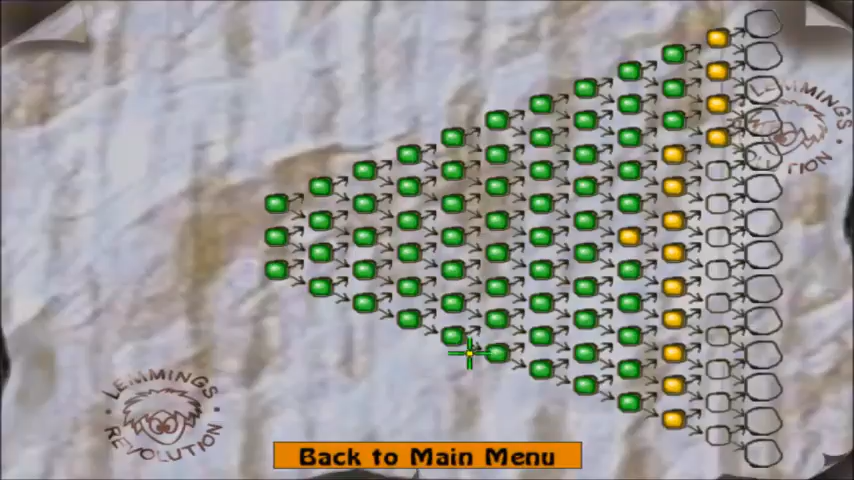 LEMMINGS
REVOLUTION
LEMMINGS
REVOLUTION
Back to Main Menu